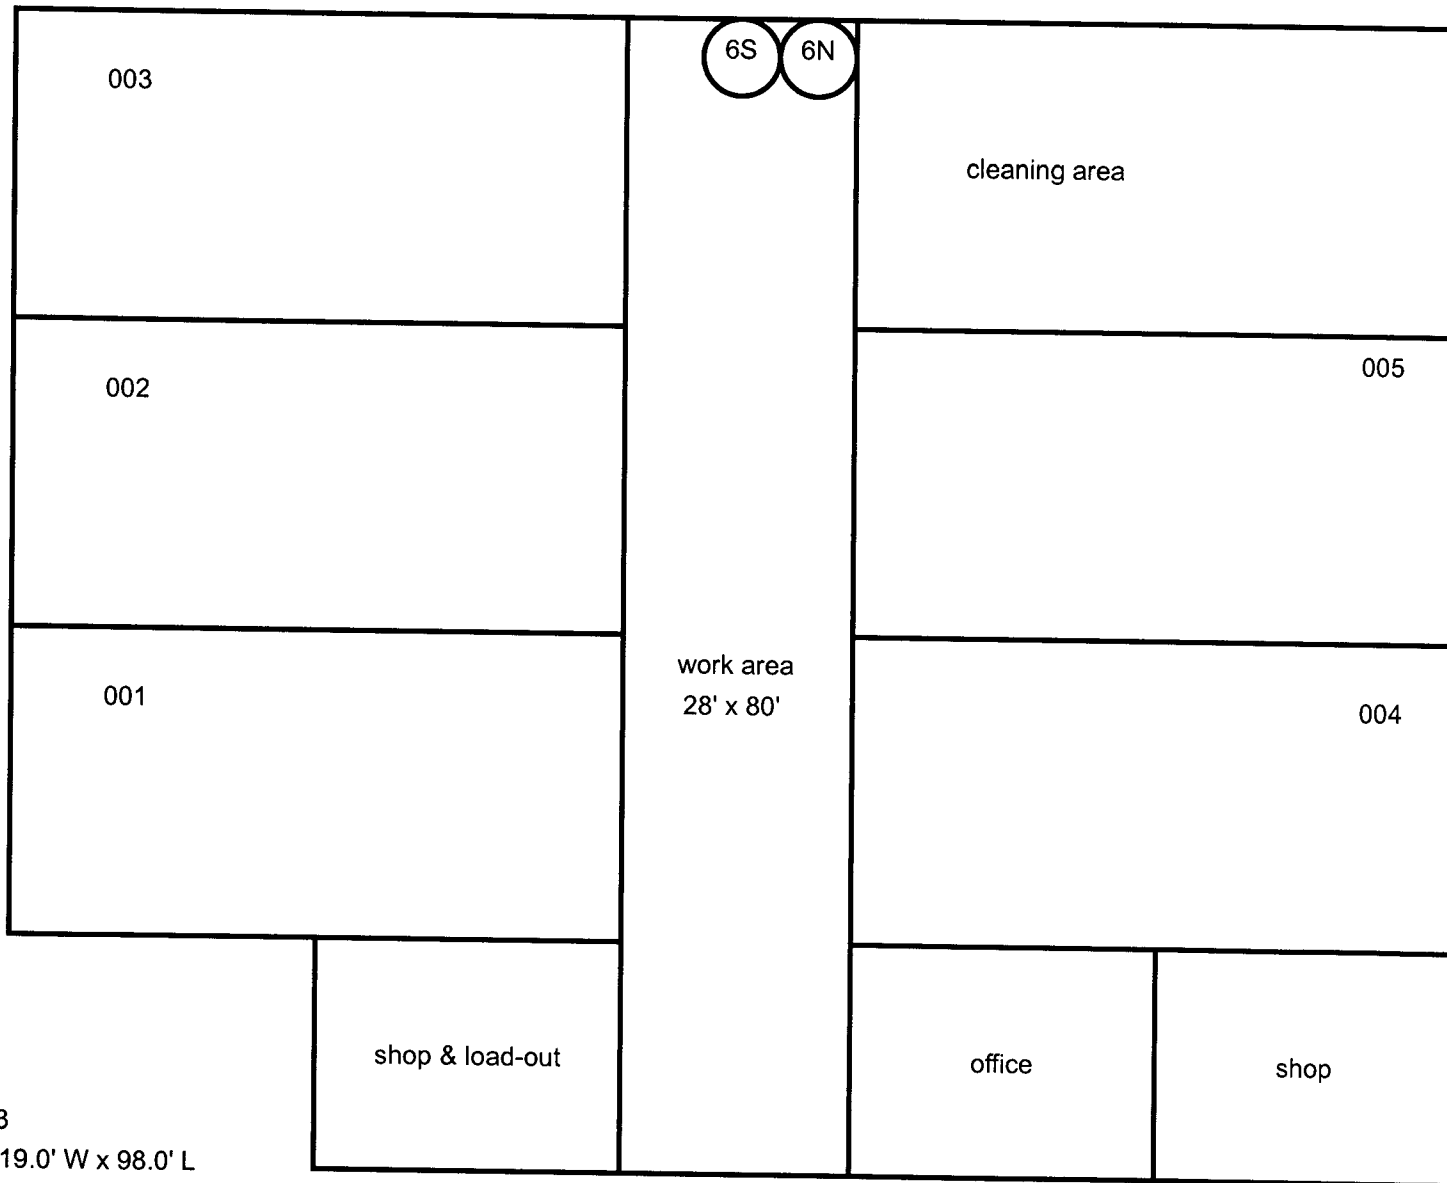 6S 6N
003
cleaning area
005
002
work area
001
28' x 80'
004
shop & load-out
office
shop
3
19.0' W x 98.0' L